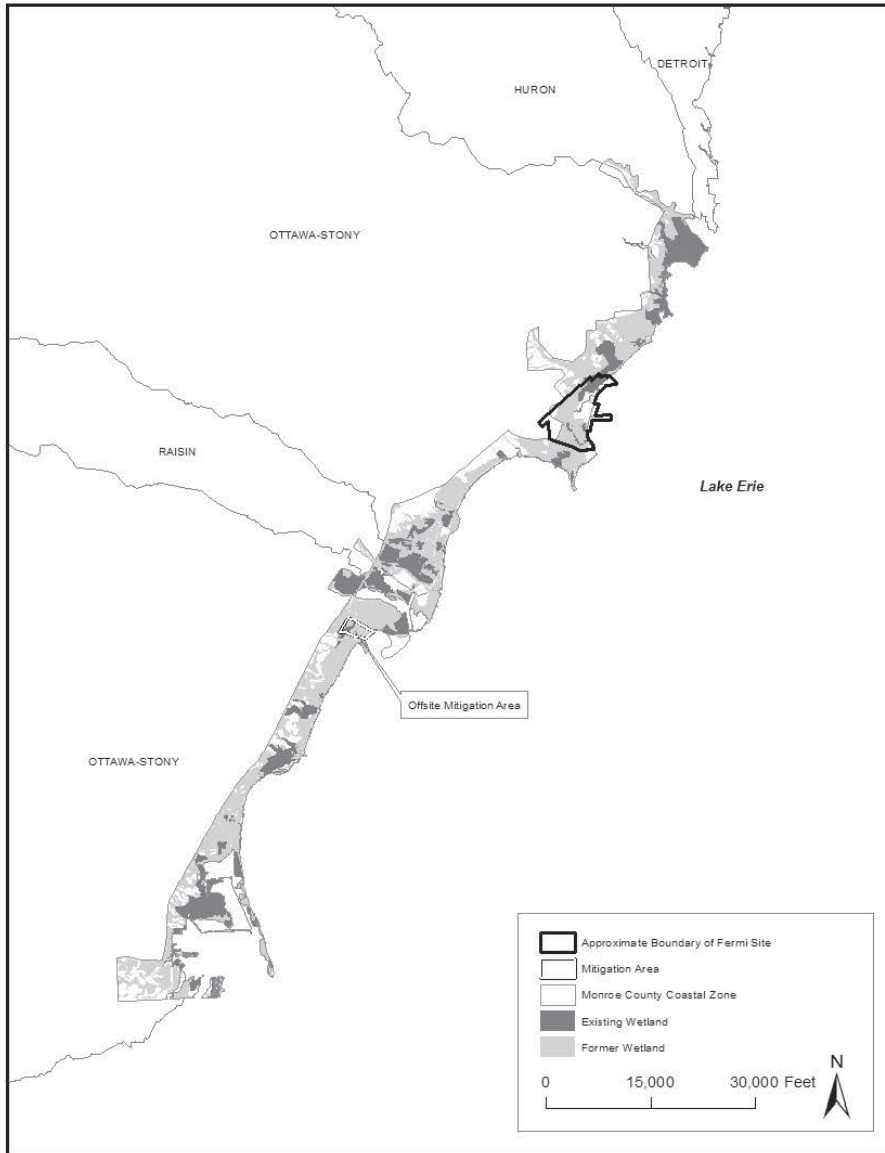 DETROIT
HURON
OTTAWA-STONY
RAISIN
Lake Erie
Offsite Mitigation Area
OTTAWA-STONY
Approximate Boundary of Fermi Site
Mitigation Area
Monroe County Coastal Zone
Existing Wetland
Former Wetland
0 15,000 30,000 Feet
N